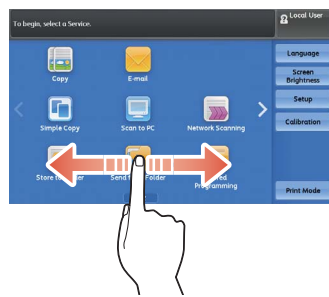 To begin, select a Service.
Local User
Language
Copy
E-mail
Screen
Brightness
Setup
Simple Copy
Scan to PC
Network Scanning
Calibration
Store to
Send
Folder
Programming
Print Mode